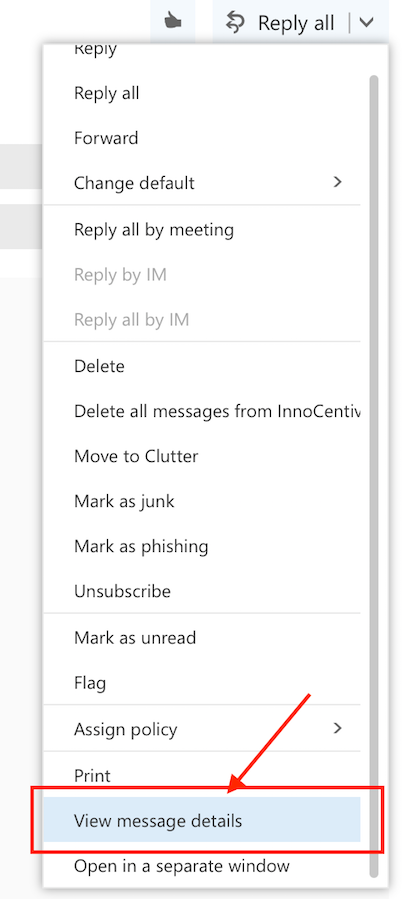 Reply all
Reply
Reply all
Forward
Change default
Reply all by meeting
Reply by IM
Reply all by IM
Delete
Delete all messages from InnoCentiv
Move to Clutter
Mark as junk
Mark as phishing
Unsubscribe
Mark as unread
Flag
Assign policy
Print
View message details
Open in a separate window